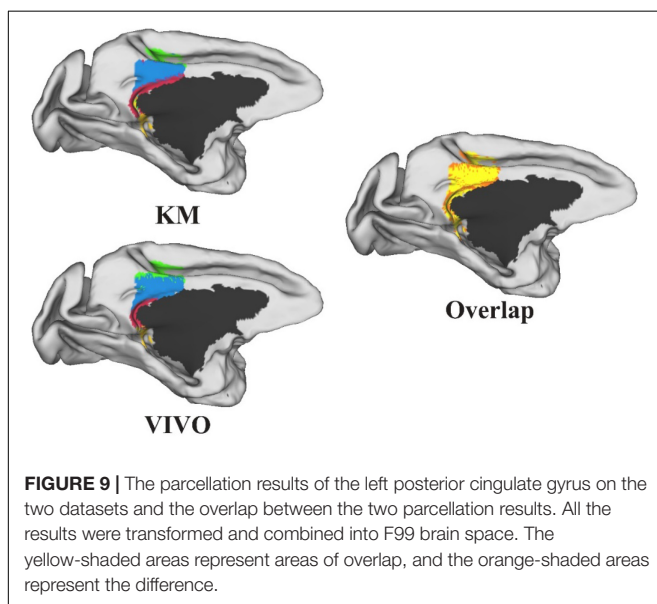 KM
Overlap
VIVO
FIGURE 9 | The parcellation results of the left posterior cingulate gyrus on the
two datasets and the overlap between the two parcellation results. All the
results were transformed and combined into F99 brain space. The
yellow-shaded areas represent areas of overlap, and the orange-shaded areas
represent the difference.